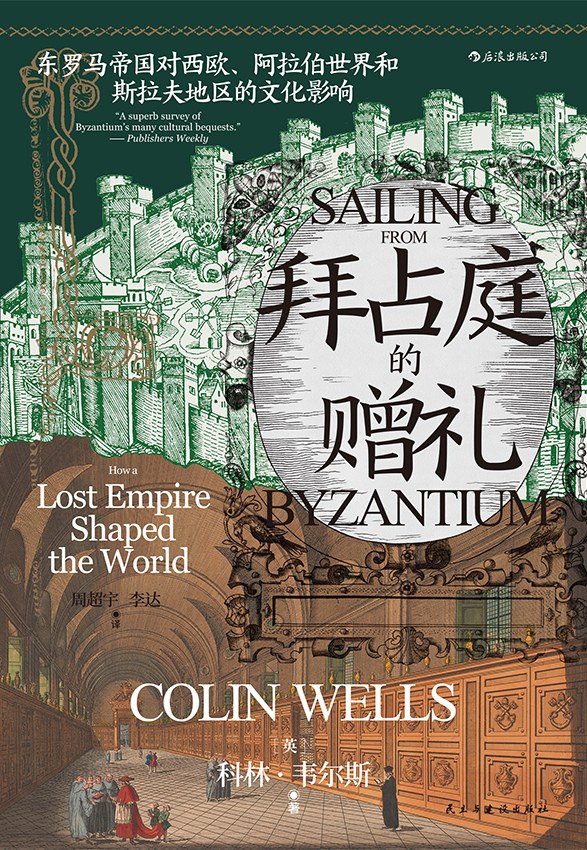 后浪出版公司
东罗马帝国对西欧、阿拉伯世界和
斯拉夫地区的文化影响
“A superb survey of
Byzantium’s many cultural bequests.”
— Publishers Weekly
SAILING
FROM
拜占庭
的
赠礼
BYZANTIUM
How a
Lost Empire
Shaped
the World
周超宇 李达
译
COLIN WELLS
英
科林·韦尔斯
著
民主与建设出版社